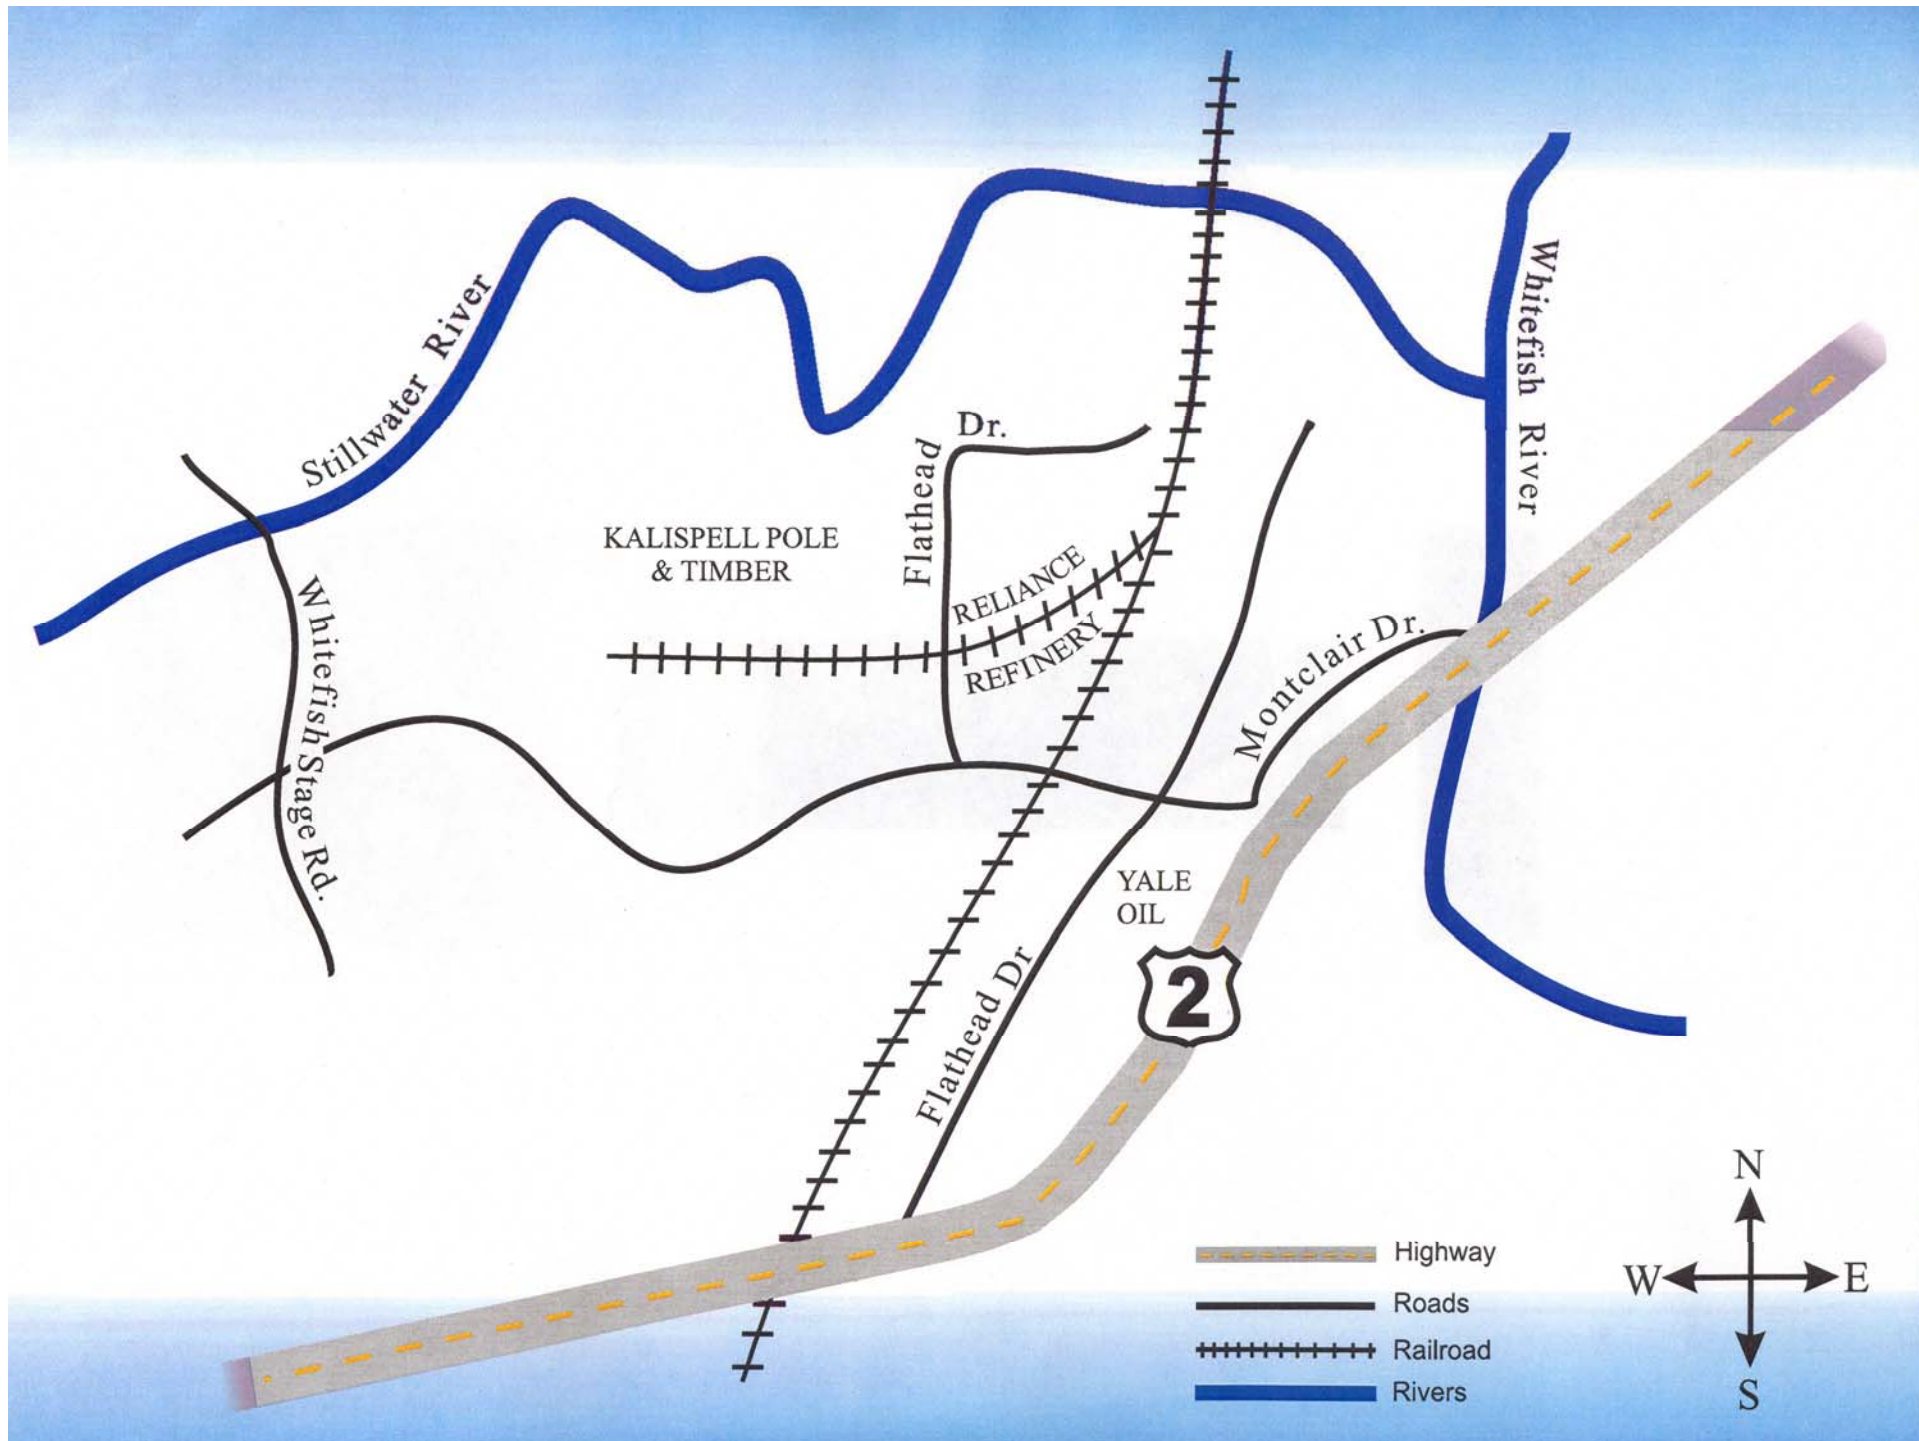 Stillwater River
Whitefish River
Dr.
Flathead
KALISPELL POLE
& TIMBER
RELIANCE
REFINERY
Whitefish Stage Rd.
Montclair Dr.
YALE
OIL
Flathead Dr
2
Highway
Roads
Railroad
Rivers
N
W
E
S